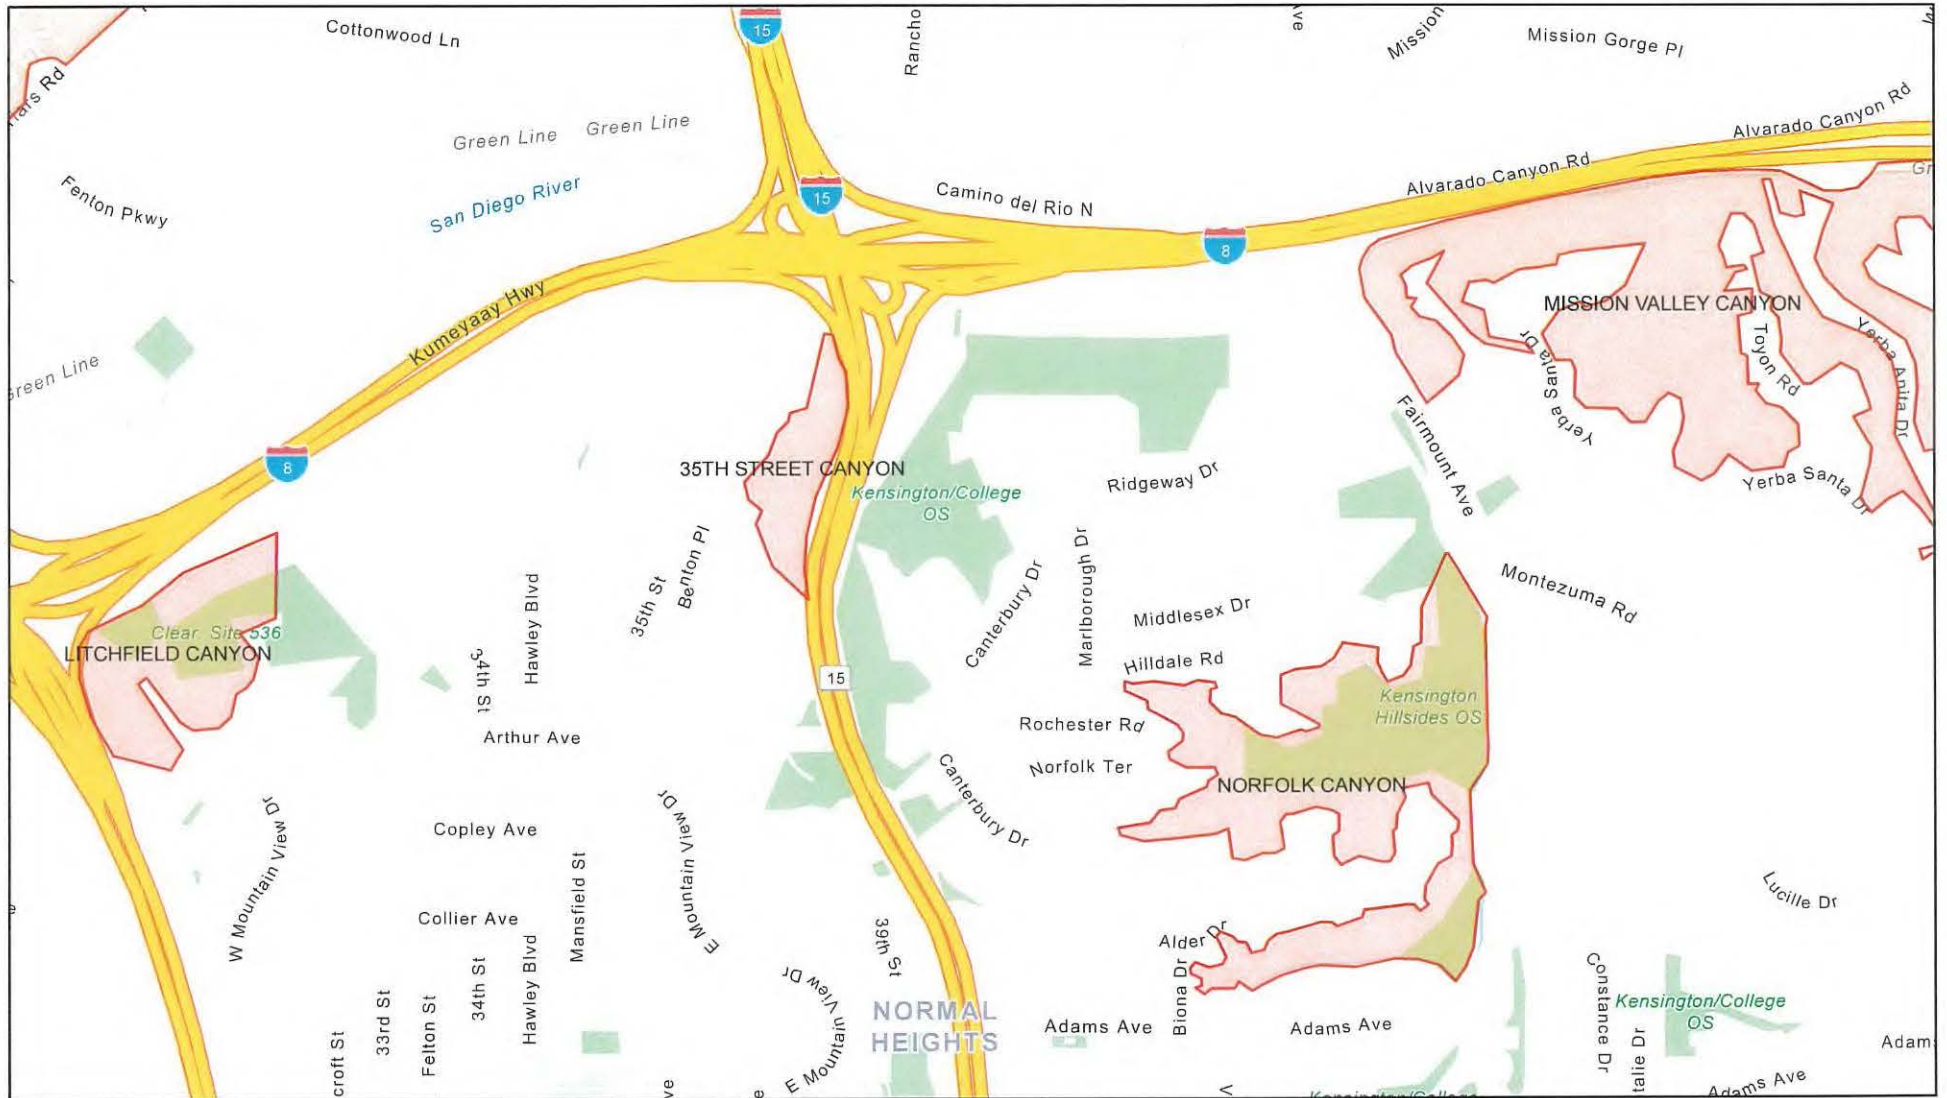 15
Cottonwood Ln
Rancho
Mission
Mission Gorge Pl
Green Line
Green Line
Alvarado Canyon Rd
Fenton Pkwy
San Diego River
15
Camino del Rio N
Alvarado Canyon Rd
8
Kumeyaay Hwy
MISSION VALLEY CANYON
Yerba Santa Dr
Toyon Rd
Yerba Anita Dr
Green Line
8
35TH STREET CANYON
Kensington/College
OS
Ridgeway Dr
Fairmount Ave
Yerba Santa Dr
Benton Pl
35th St
Hawley Blvd
34th St
Canterbury Dr
Marlborough Dr
Middlesex Dr
Montezuma Rd
Clear. Site 536
LITCHFIELD CANYON
Hilldale Rd
15
Kensington
Hillsides OS
Arthur Ave
Rochester Rd
Norfolk Ter
NORFOLK CANYON
W Mountain View Dr
Copley Ave
E Mountain View Dr
Canterbury Dr
Mansfield St
Collier Ave
Lucille Dr
39th St
Alder Dr
Biona Dr
33rd St
Felton St
34th St
Hawley Blvd
E Mountain View Dr
NORMAL
HEIGHTS
Adams Ave
Adams Ave
Constance Dr
Kensington/College
OS
croft St
talie Dr
Adam
Adams Ave
Kensington/College